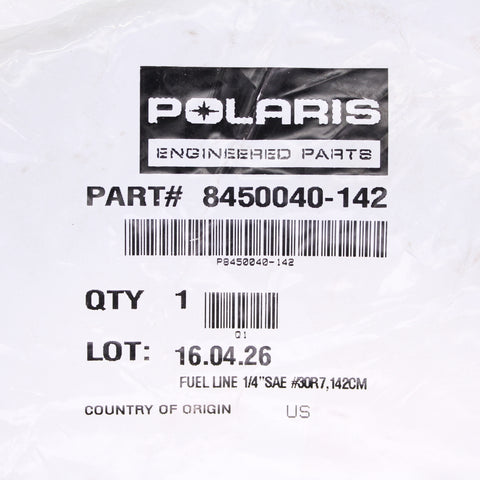 POLARIS
ENGINEERED PARTS
PART# 8450040-142
P8450040-142
QTY 1
Q1
LOT: 16.04.26
FUEL LINE 1/4"SAE #30R7,142CM
COUNTRY OF ORIGIN US